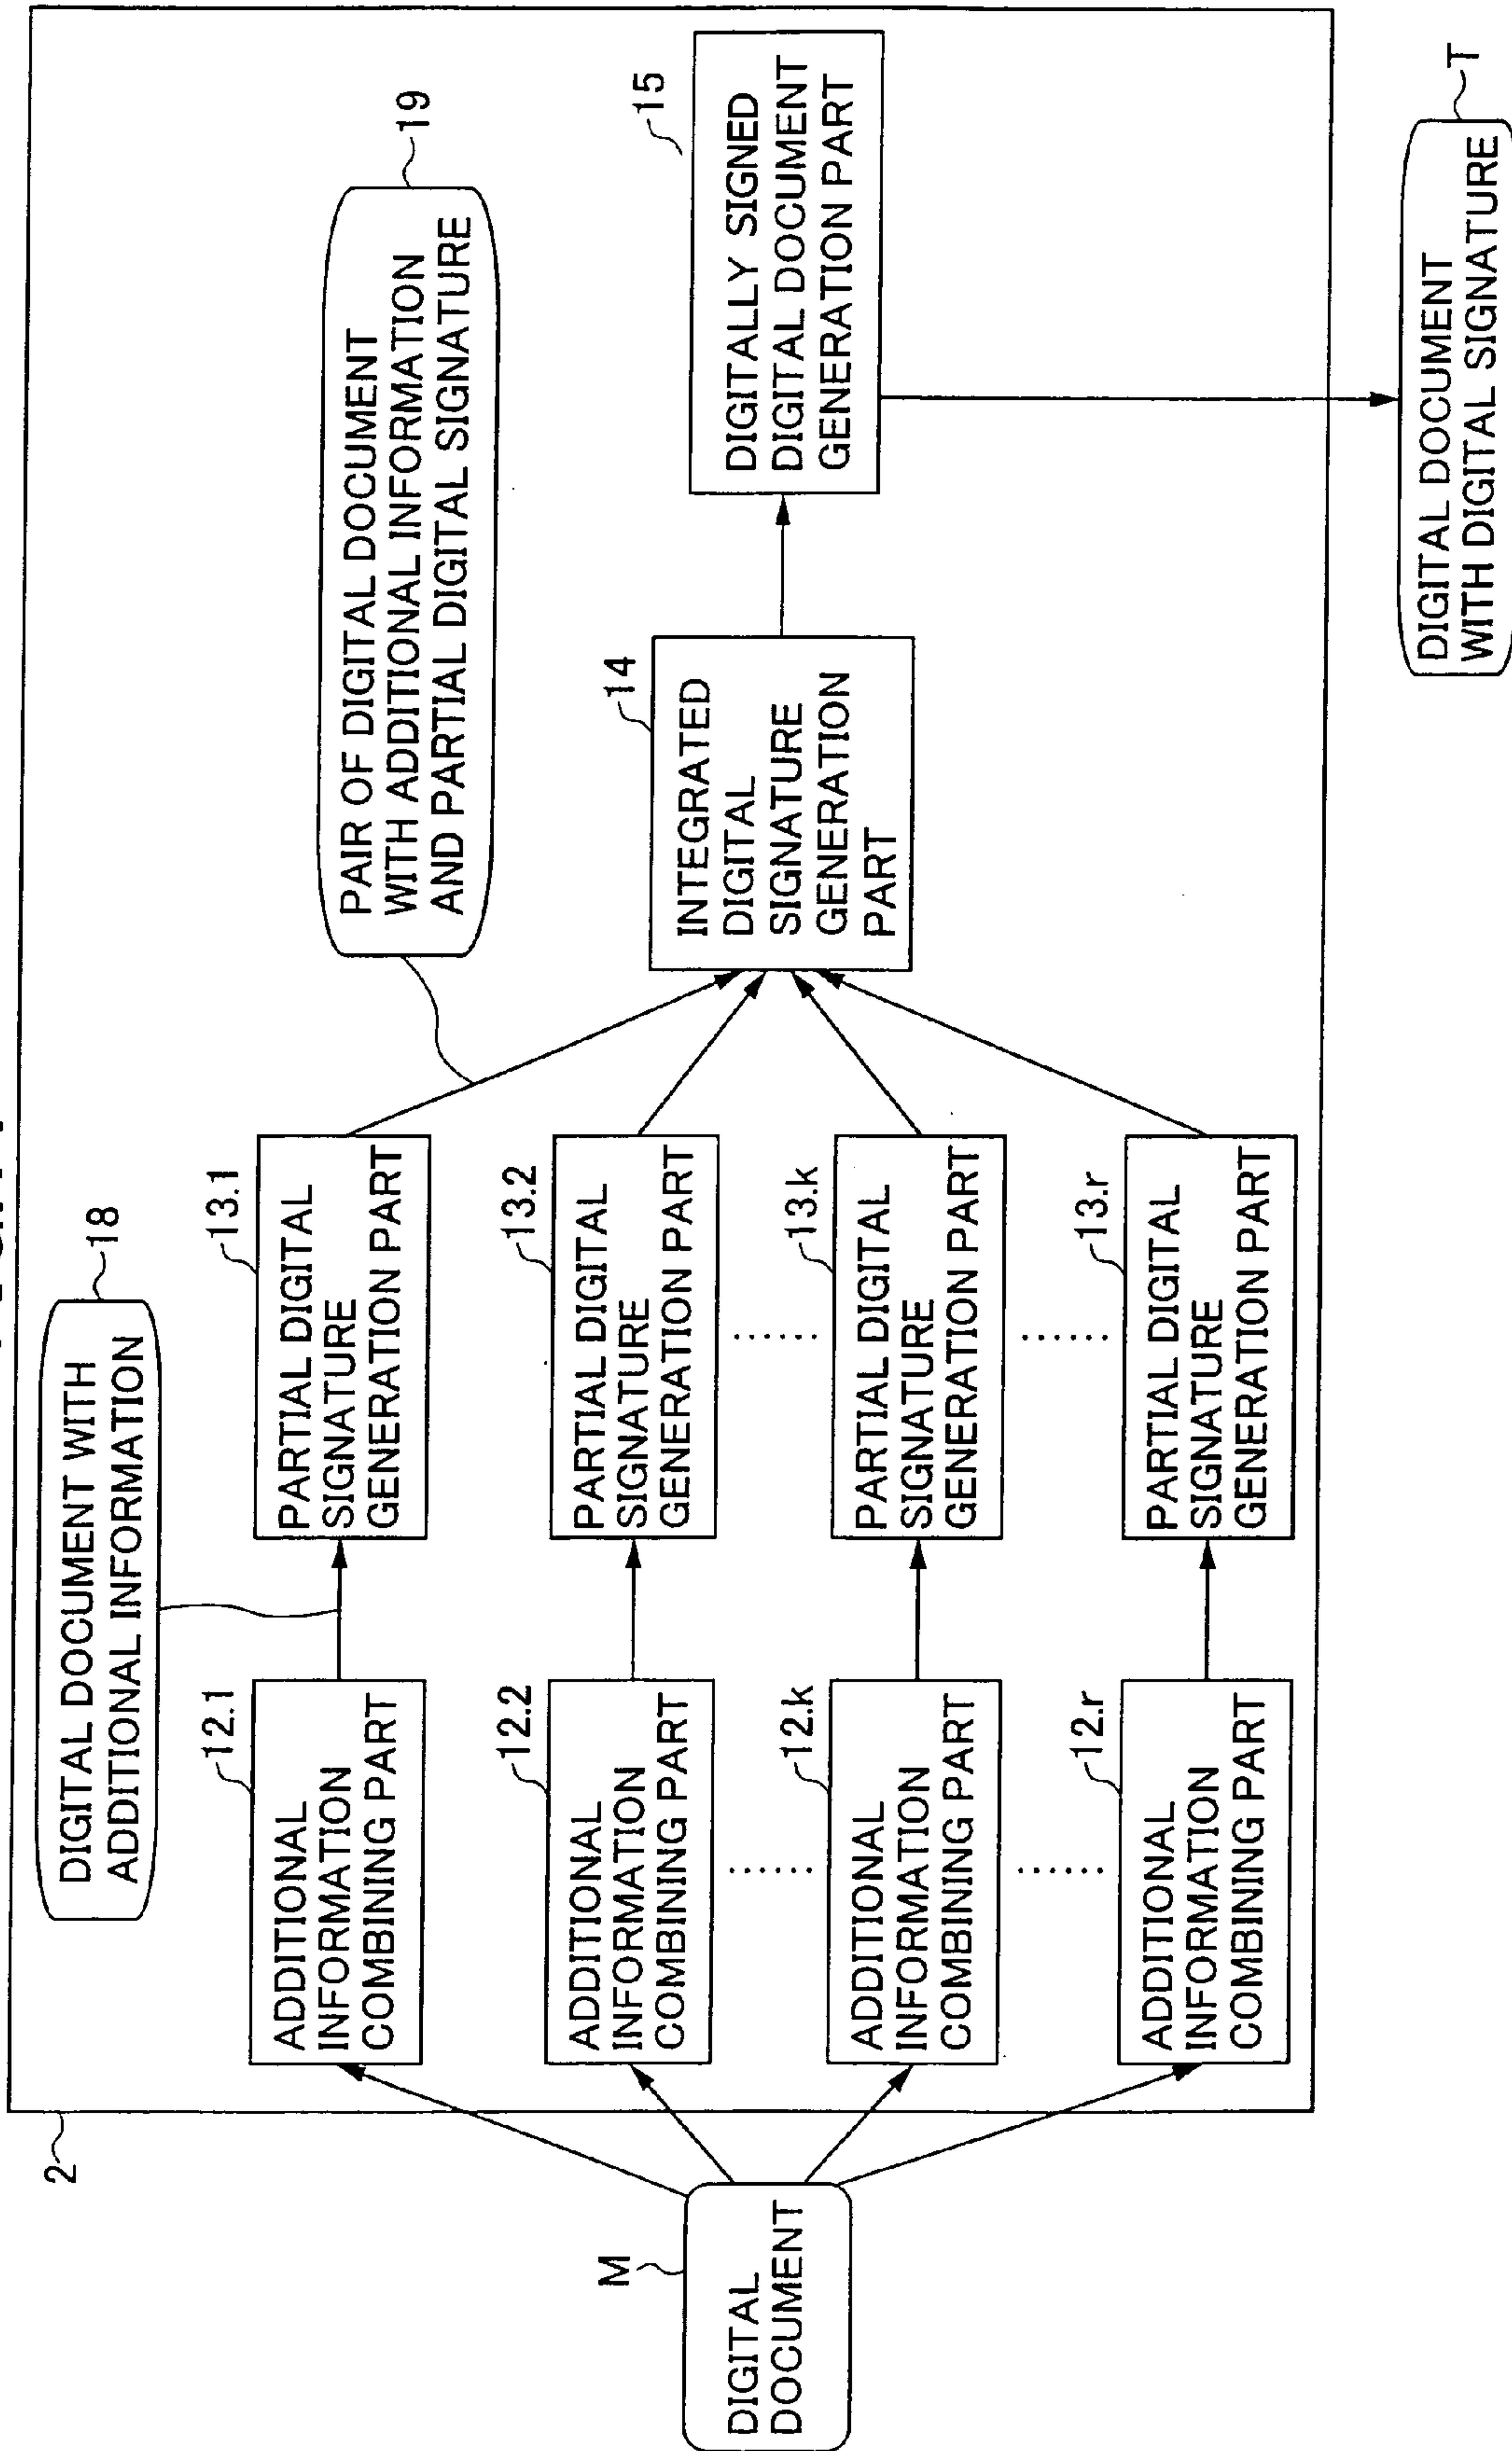 2
DIGITAL DOCUMENT WITH
ADDITIONAL INFORMATION
18
PAIR OF DIGITAL DOCUMENT
WITH ADDITIONAL INFORMATION
AND PARTIAL DIGITAL SIGNATURE
19
M
DIGITAL
DOCUMENT
12.1
ADDITIONAL
INFORMATION
COMBINING PART
13.1
PARTIAL DIGITAL
SIGNATURE
GENERATION PART
12.2
ADDITIONAL
INFORMATION
COMBINING PART
13.2
PARTIAL DIGITAL
SIGNATURE
GENERATION PART
12.k
ADDITIONAL
INFORMATION
COMBINING PART
13.k
PARTIAL DIGITAL
SIGNATURE
GENERATION PART
12.r
ADDITIONAL
INFORMATION
COMBINING PART
13.r
PARTIAL DIGITAL
SIGNATURE
GENERATION PART
14
INTEGRATED
DIGITAL
SIGNATURE
GENERATION
PART
15
DIGITALLY SIGNED
DIGITAL DOCUMENT
GENERATION PART
T
DIGITAL DOCUMENT
WITH DIGITAL SIGNATURE